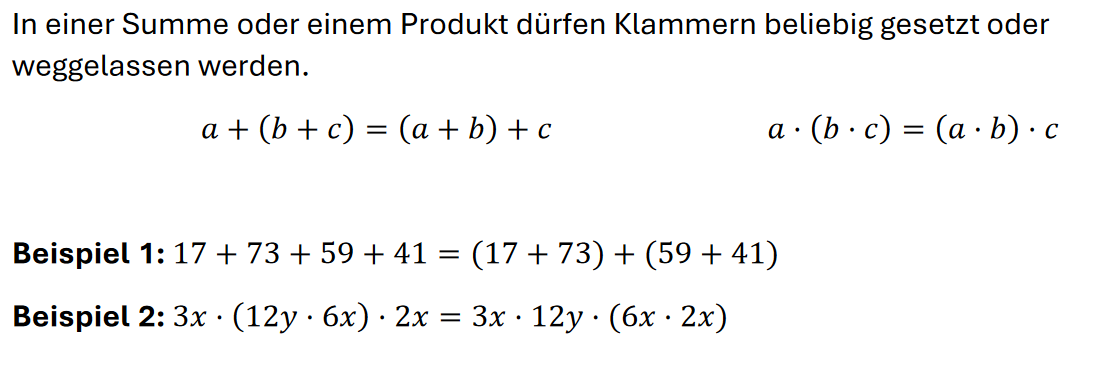 In einer Summe oder einem Produkt dürfen Klammern beliebig gesetzt oder
weggelassen werden.
a + (b + c) = (a + b) + c a · (b · c) = (a · b) · c
Beispiel 1: 17 + 73 + 59 + 41 = (17 + 73) + (59 + 41)
Beispiel 2: 3x · (12y · 6x) · 2x = 3x · 12y · (6x · 2x)